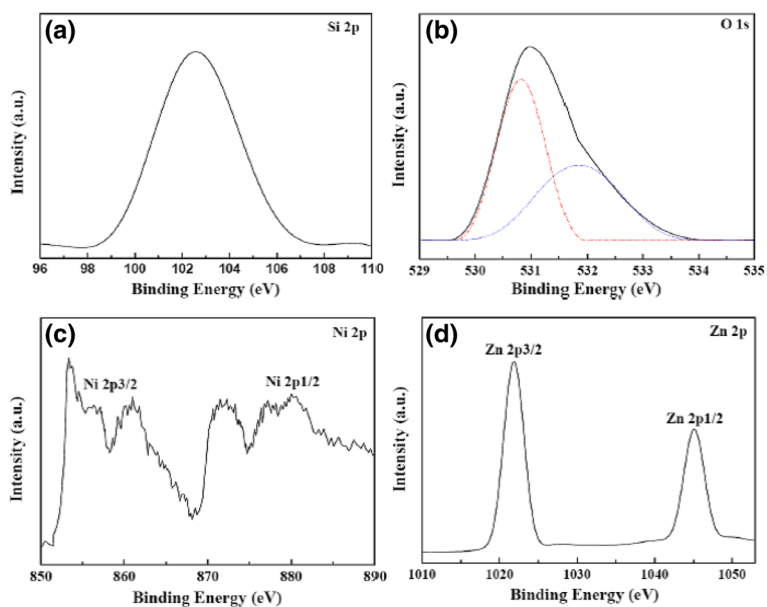 (a)
Si 2p
Intensity (a.u.)
96 98 100 102 104 106 108 110
Binding Energy (eV)
(b)
O 1s
Intensity (a.u.)
529 530 531 532 533 534 535
Binding Energy (eV)
(c)
Ni 2p
Ni 2p3/2
Ni 2p1/2
Intensity (a.u.)
850 860 870 880 890
Binding Energy (eV)
(d)
Zn 2p
Zn 2p3/2
Zn 2p1/2
Intensity (a.u.)
1010 1020 1030 1040 1050
Binding Energy (eV)